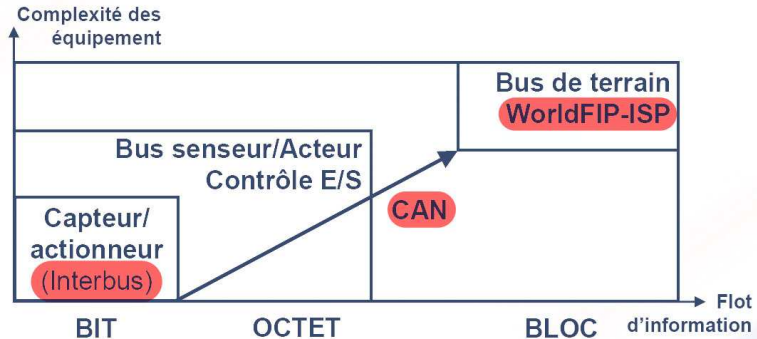 Complexité des
équipement
Bus de terrain
WorldFIP-ISP
Bus senseur/Acteur
Contrôle E/S
CAN
Capteur/
actionneur
(Interbus)
BIT
OCTET
BLOC
Flot
d’information